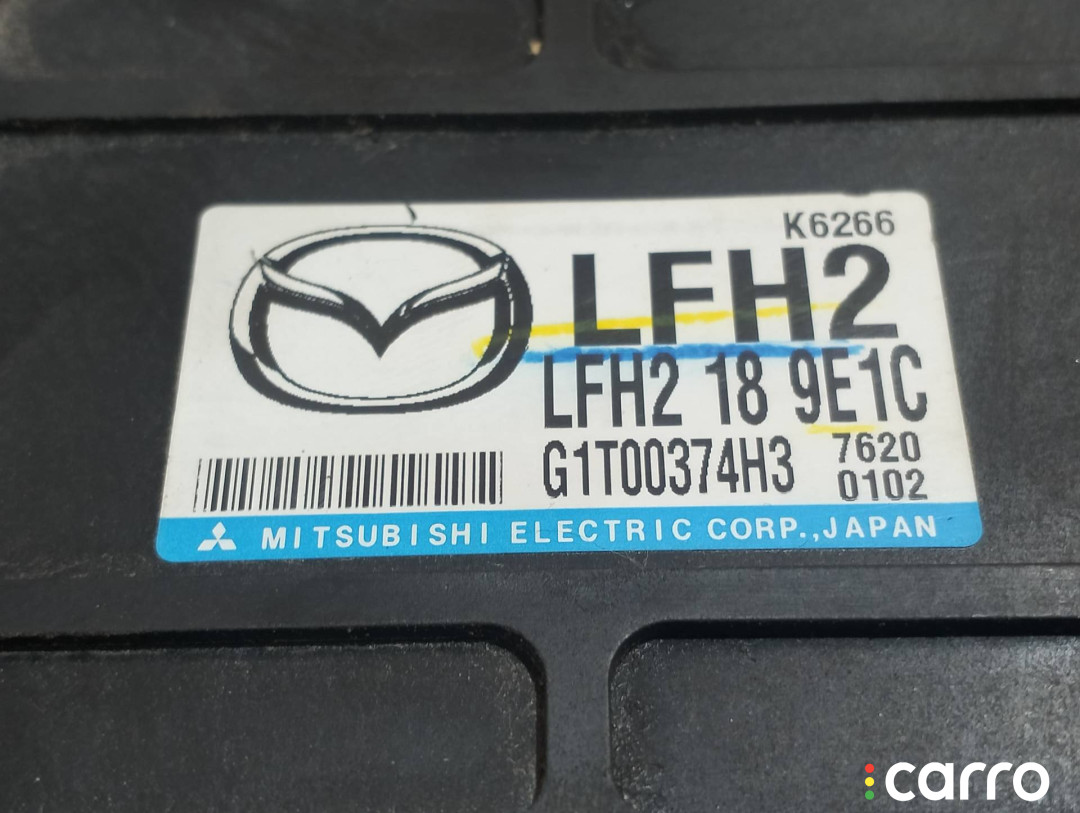 K6266
LFH2
LFH2 18 9E1C
G1T00374H3 7620
0102
MITSUBISHI ELECTRIC CORP.,JAPAN
carro